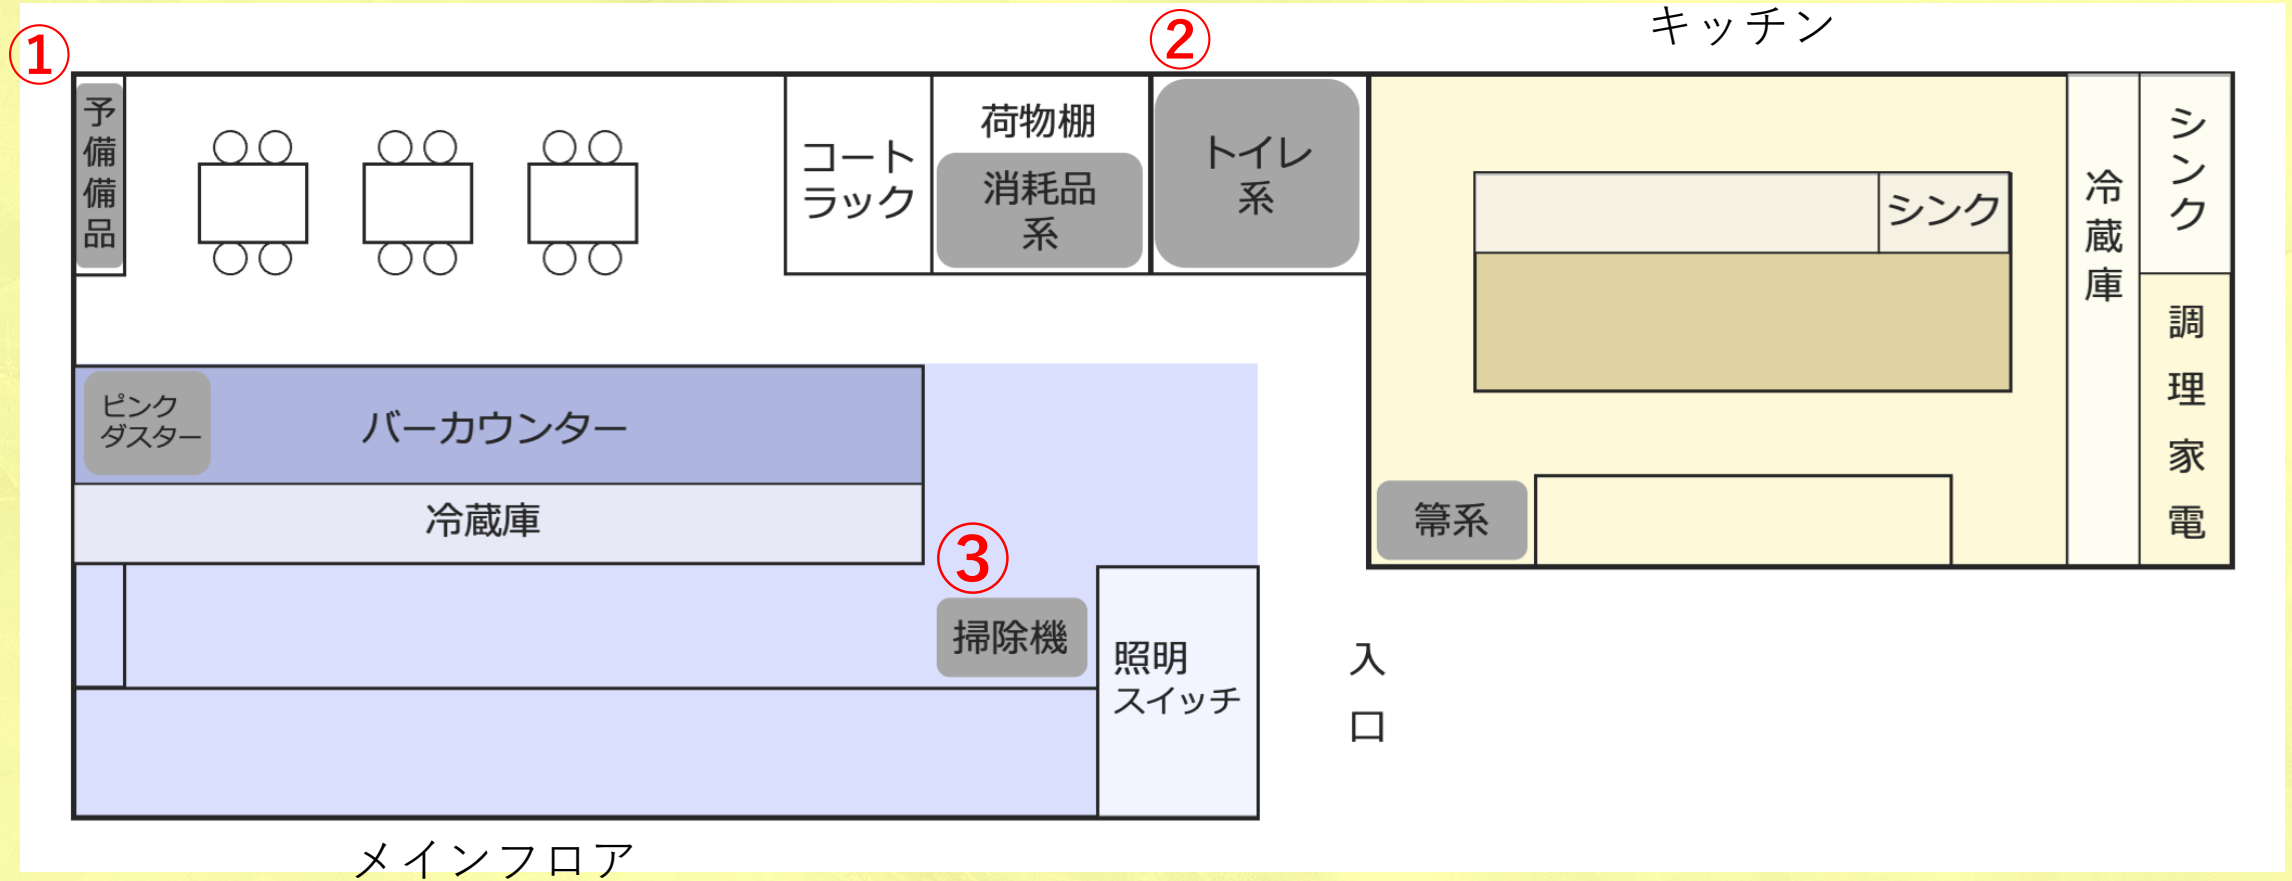 キッチン
①
②
予
備
備
品
コート
ラック
荷物棚
消耗品
系
トイレ
系
シンク
冷
蔵
庫
シ
ン
ク
調
理
家
電
ピンク
ダスター
バーカウンター
冷蔵庫
③
掃除機
照明
スイッチ
箒系
入
口
メインフロア